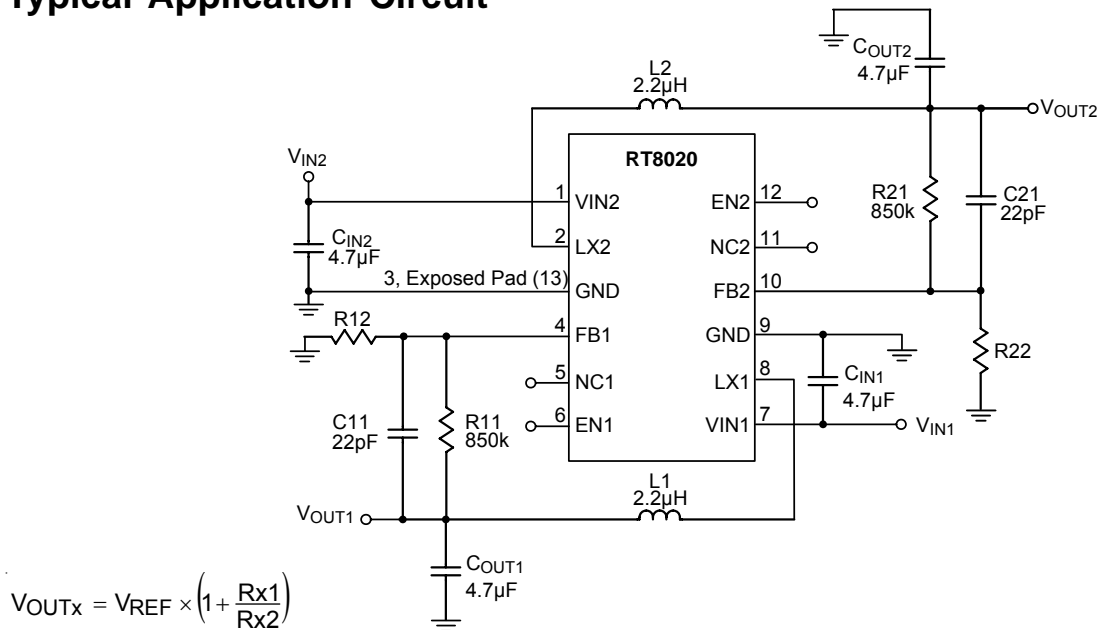 Typical Application Circuit
COUT2
4.7µF
L2
2.2µH
VOUT2
VIN2
RT8020
1
VIN2
EN2
12
R21
850k
C21
22pF
CIN2
4.7µF
2
LX2
NC2
11
3, Exposed Pad (13)
GND
FB2
10
R12
4
FB1
GND
9
R22
5
NC1
LX1
8
CIN1
4.7µF
C11
22pF
R11
850k
6
EN1
VIN1
7
VIN1
L1
2.2µH
VOUT1
COUT1
4.7µF
VOUTx = VREF × (1 + Rx1/Rx2)